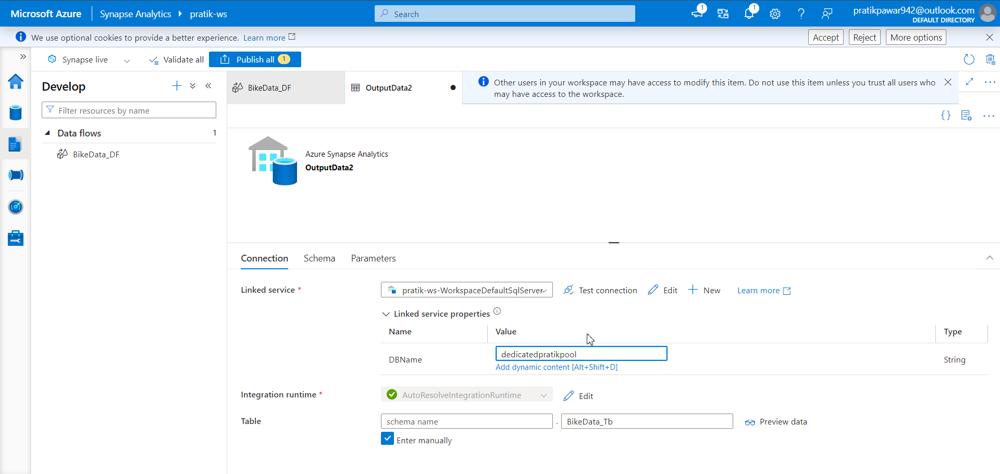 Microsoft Azure
Synapse Analytics
pratik-ws
Search
1
1
pratikpawar942@outlook.com
DEFAULT DIRECTORY
We use optional cookies to provide a better experience. Learn more
Accept
Reject
More options
Synapse live
Validate all
Publish all 1
Develop
Filter resources by name
Data flows 1
BikeData_DF
BikeData_DF
OutputData2
Other users in your workspace may have access to modify this item. Do not use this item unless you trust all users who
may have access to the workspace.
{}
Azure Synapse Analytics
OutputData2
Connection
Schema
Parameters
Linked service *
pratik-ws-WorkspaceDefaultSqlServer
Test connection
Edit
New
Learn more
Linked service properties
Name
Value
Type
DBName
dedicatedpratikpool
Add dynamic content [Alt+Shift+D]
String
Integration runtime *
AutoResolveIntegrationRuntime
Edit
Table
schema name
.
BikeData_Tb
Preview data
Enter manually